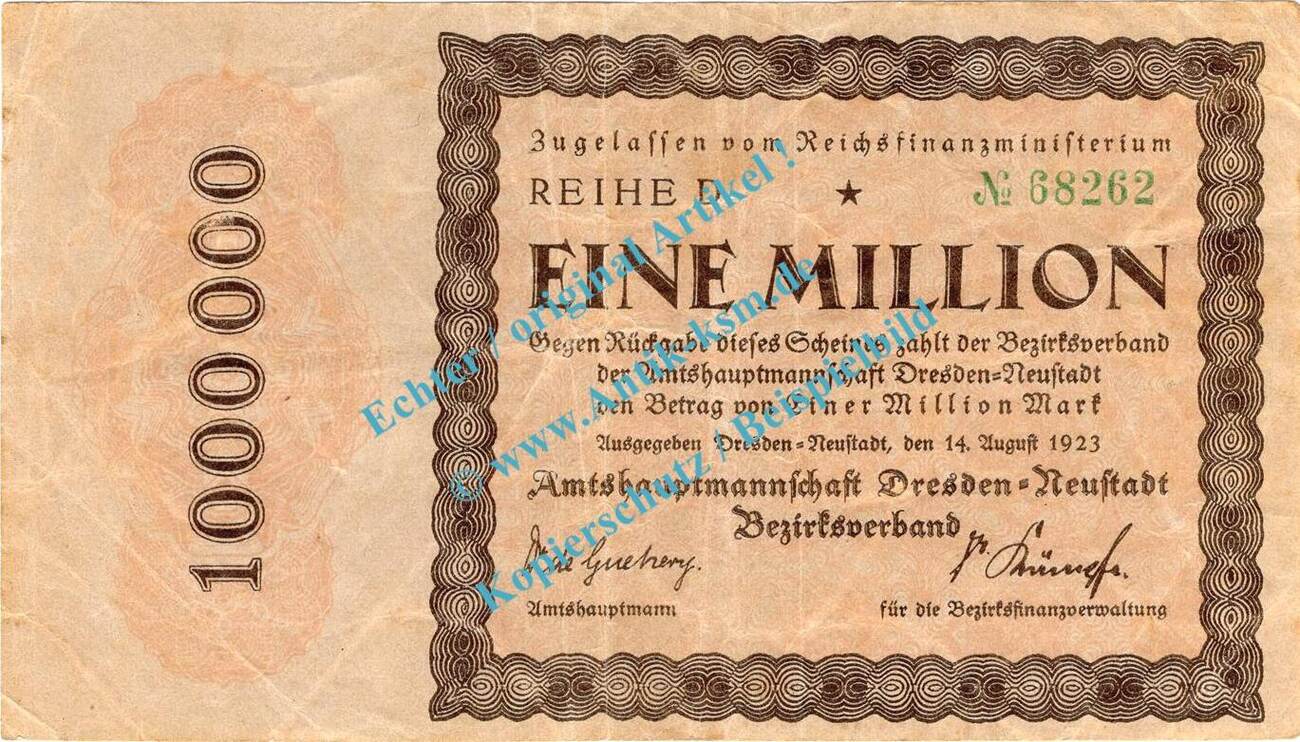 1000000
Zugelassen vom Reichsfinanzministerium
REIHE D ★ № 68262
EINE MILLION
Gegen Rückgabe dieses Scheines zahlt der Bezirksverband
der Amtshauptmannschaft Dresden=Neustadt
den Betrag von Einer Million Mark
Ausgegeben Dresden=Neustadt, den 14. August 1923
Amtshauptmannschaft Dresden=Neustadt
Bezirksverband
Amtshauptmann
für die Bezirksfinanzverwaltung
Echter / original Artikel !
© www.Antik-ksm.de
Kopierschutz / Beispielbild